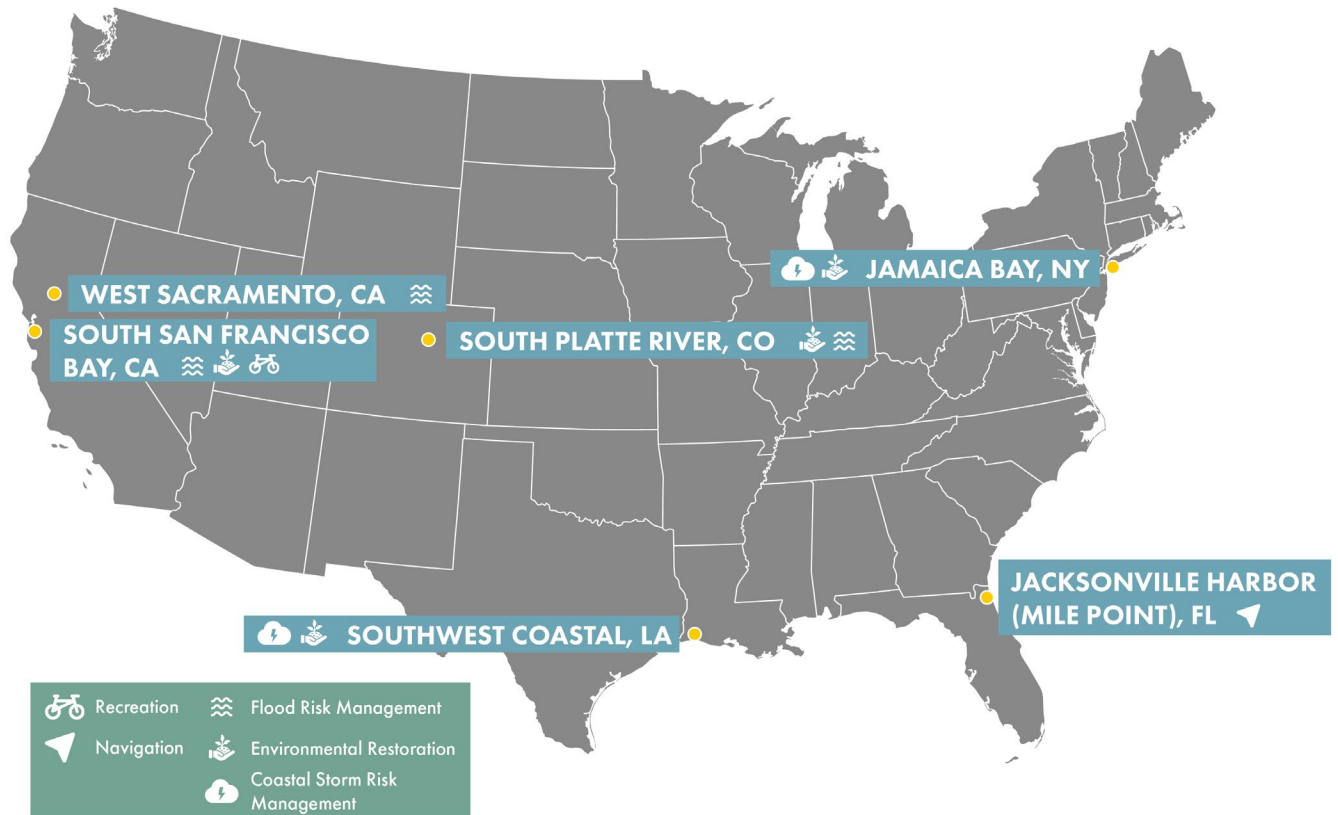 JAMAICA BAY, NY
WEST SACRAMENTO, CA
SOUTH SAN FRANCISCO
BAY, CA
SOUTH PLATTE RIVER, CO
JACKSONVILLE HARBOR
(MILE POINT), FL
SOUTHWEST COASTAL, LA
Recreation
Flood Risk Management
Navigation
Environmental Restoration
Coastal Storm Risk
Management